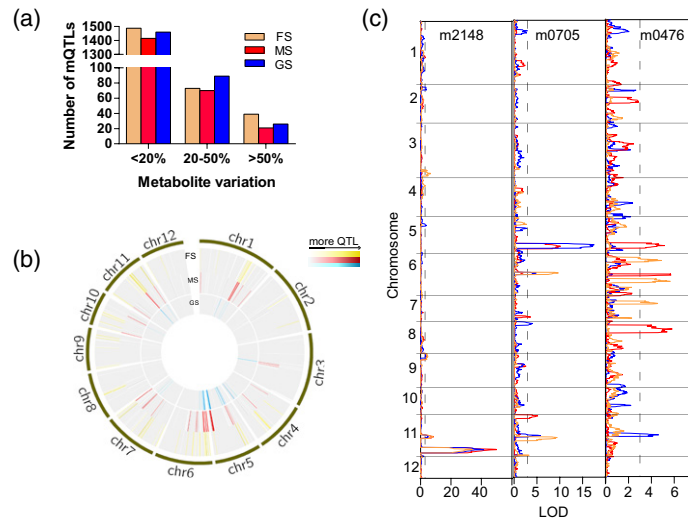 (a)
1500
1450
1400
100
80
60
40
20
0
Number of mQTLs
FS
MS
GS
<20%
20-50%
>50%
Metabolite variation
(b)
more QTL
FS
MS
GS
chr1
chr2
chr3
chr4
chr5
chr6
chr7
chr8
chr9
chr10
chr11
chr12
(c)
m2148
m0705
m0476
Chromosome
1
2
3
4
5
6
7
8
9
10
11
12
0 20 40
0 5 10 15
0 2 4 6
LOD